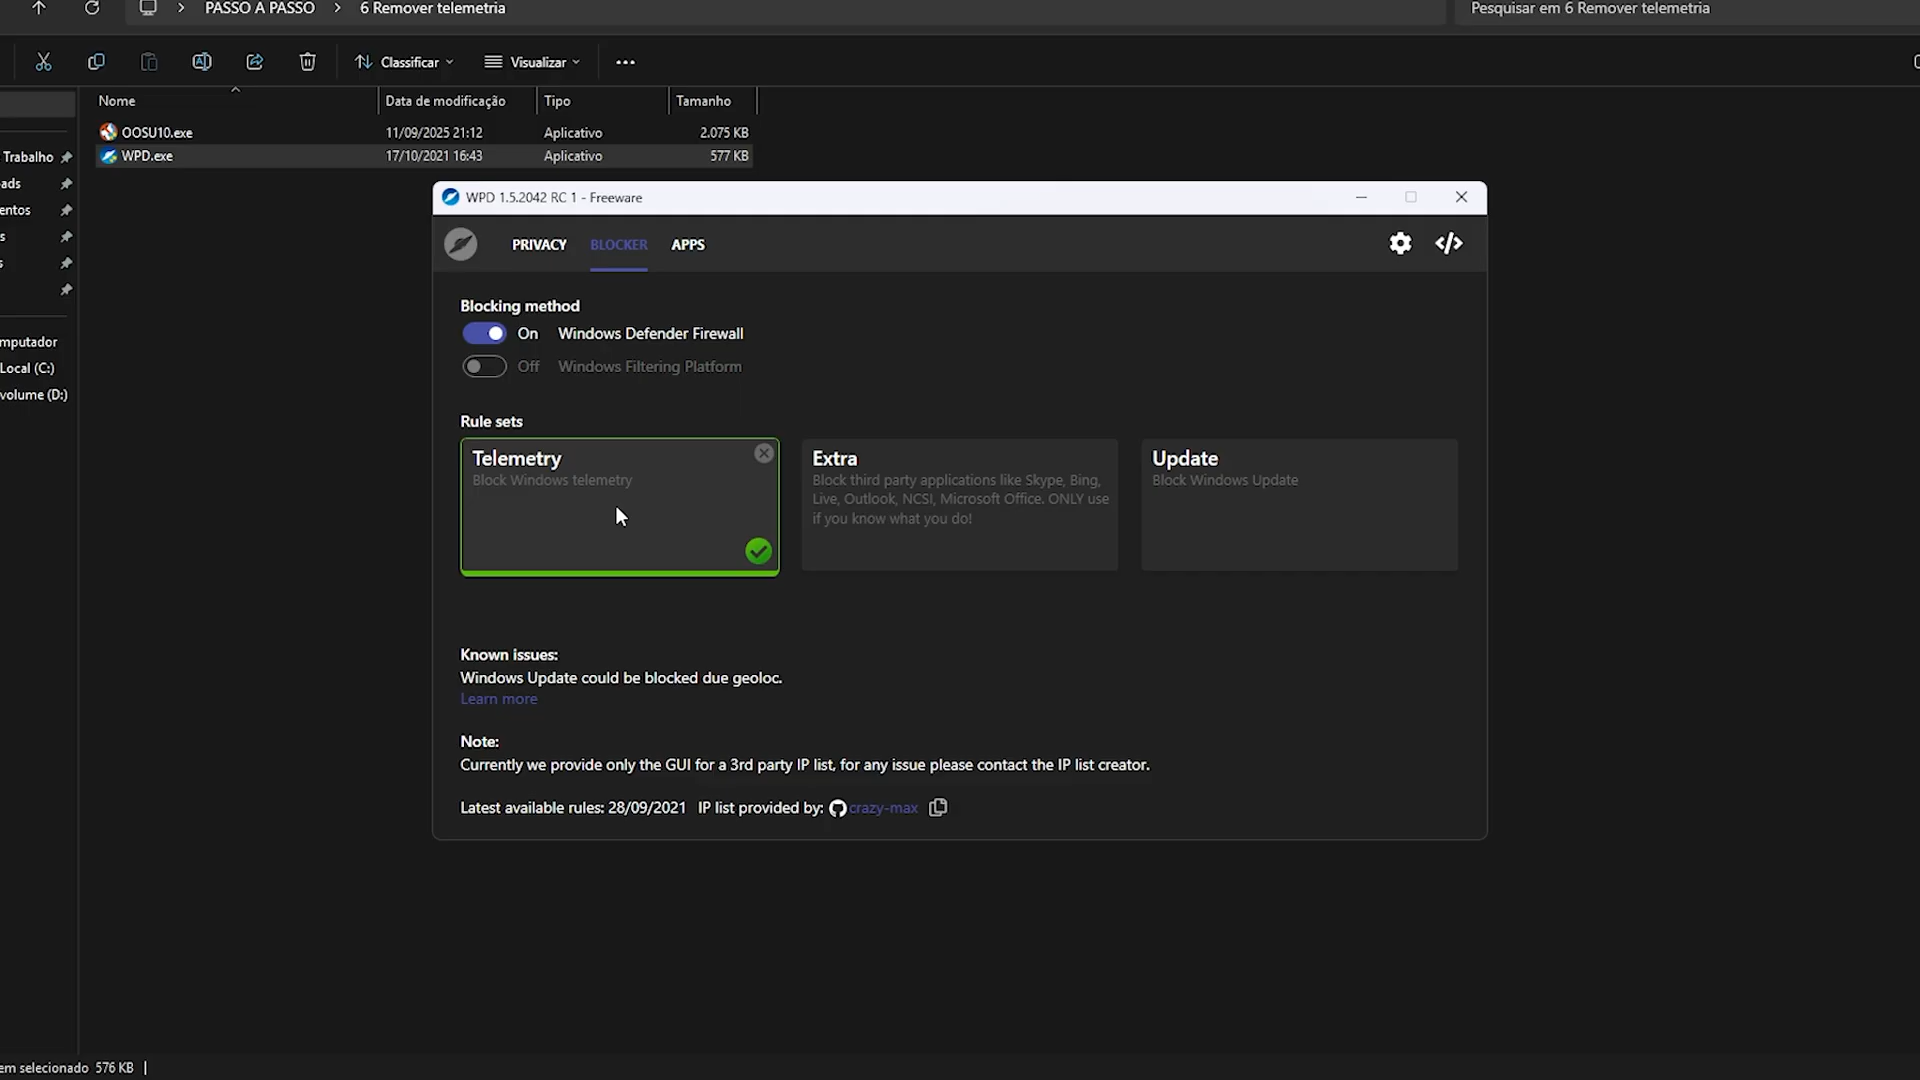 PASSO A PASSO > 6 Remover telemetria
Pesquisar em 6 Remover telemetria
Classificar
Visualizar
Nome
Data de modificação
Tipo
Tamanho
OOSU10.exe
11/09/2025 21:12
Aplicativo
2.075 KB
WPD.exe
17/10/2021 16:43
Aplicativo
577 KB
Trabalho
ads
entos
s
s
mputador
Local (C:)
volume (D:)
WPD 1.5.2042 RC 1 - Freeware
PRIVACY
BLOCKER
APPS
Blocking method
On Windows Defender Firewall
Off Windows Filtering Platform
Rule sets
Telemetry
Block Windows telemetry
Extra
Block third party applications like Skype, Bing,
Live, Outlook, NCSI, Microsoft Office. ONLY use
if you know what you do!
Update
Block Windows Update
Known issues:
Windows Update could be blocked due geoloc.
Learn more
Note:
Currently we provide only the GUI for a 3rd party IP list, for any issue please contact the IP list creator.
Latest available rules: 28/09/2021 IP list provided by: crazy-max
em selecionado 576 KB